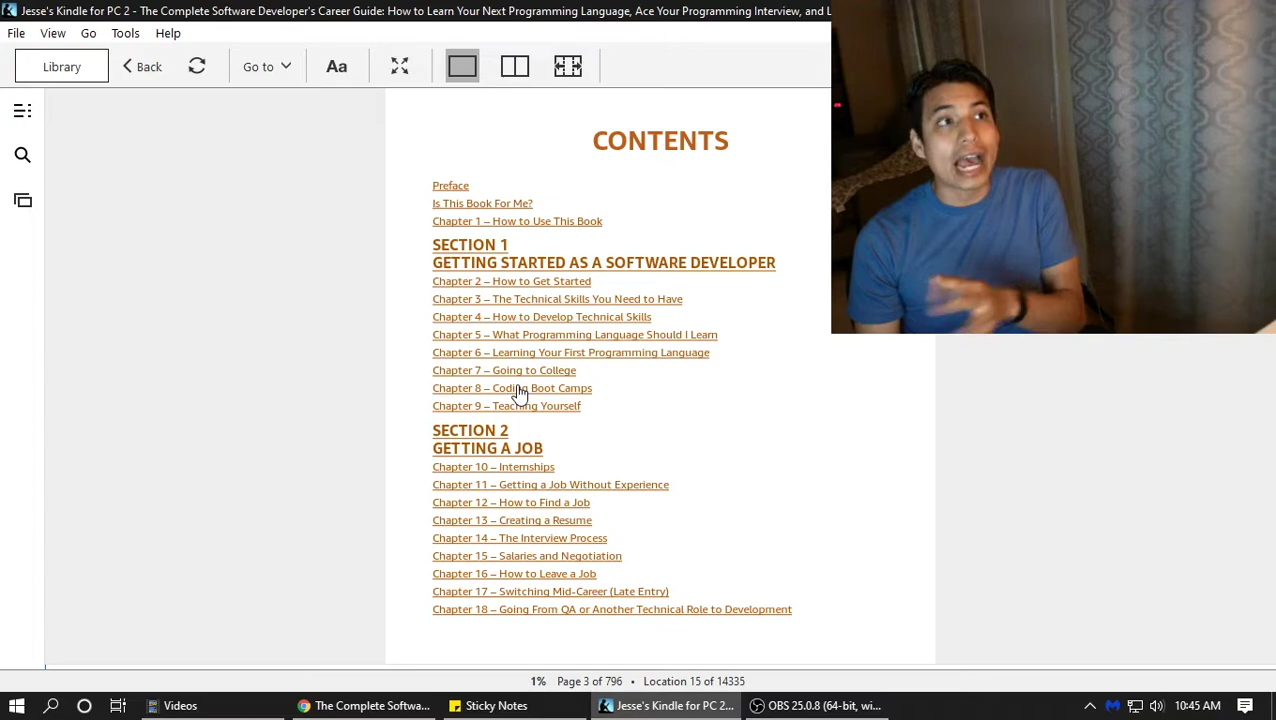 Jesse's Kindle for PC 2 - The Complete Software Developer's Career Guide: How to Learn Your Next Programming Language, Ace Your Programming Interview, and L
File View Go Tools Help
Library Back Go to Aa
CONTENTS
Preface
Is This Book For Me?
Chapter 1 – How to Use This Book
SECTION 1
GETTING STARTED AS A SOFTWARE DEVELOPER
Chapter 2 – How to Get Started
Chapter 3 – The Technical Skills You Need to Have
Chapter 4 – How to Develop Technical Skills
Chapter 5 – What Programming Language Should I Learn
Chapter 6 – Learning Your First Programming Language
Chapter 7 – Going to College
Chapter 8 – Coding Boot Camps
Chapter 9 – Teaching Yourself
SECTION 2
GETTING A JOB
Chapter 10 – Internships
Chapter 11 – Getting a Job Without Experience
Chapter 12 – How to Find a Job
Chapter 13 – Creating a Resume
Chapter 14 – The Interview Process
Chapter 15 – Salaries and Negotiation
Chapter 16 – How to Leave a Job
Chapter 17 – Switching Mid-Career (Late Entry)
Chapter 18 – Going From QA or Another Technical Role to Development
1% Page 3 of 796 • Location 15 of 14335
Videos The Complete Softwa... Sticky Notes Jesse's Kindle for PC 2... OBS 25.0.8 (64-bit, wi... 10:45 AM